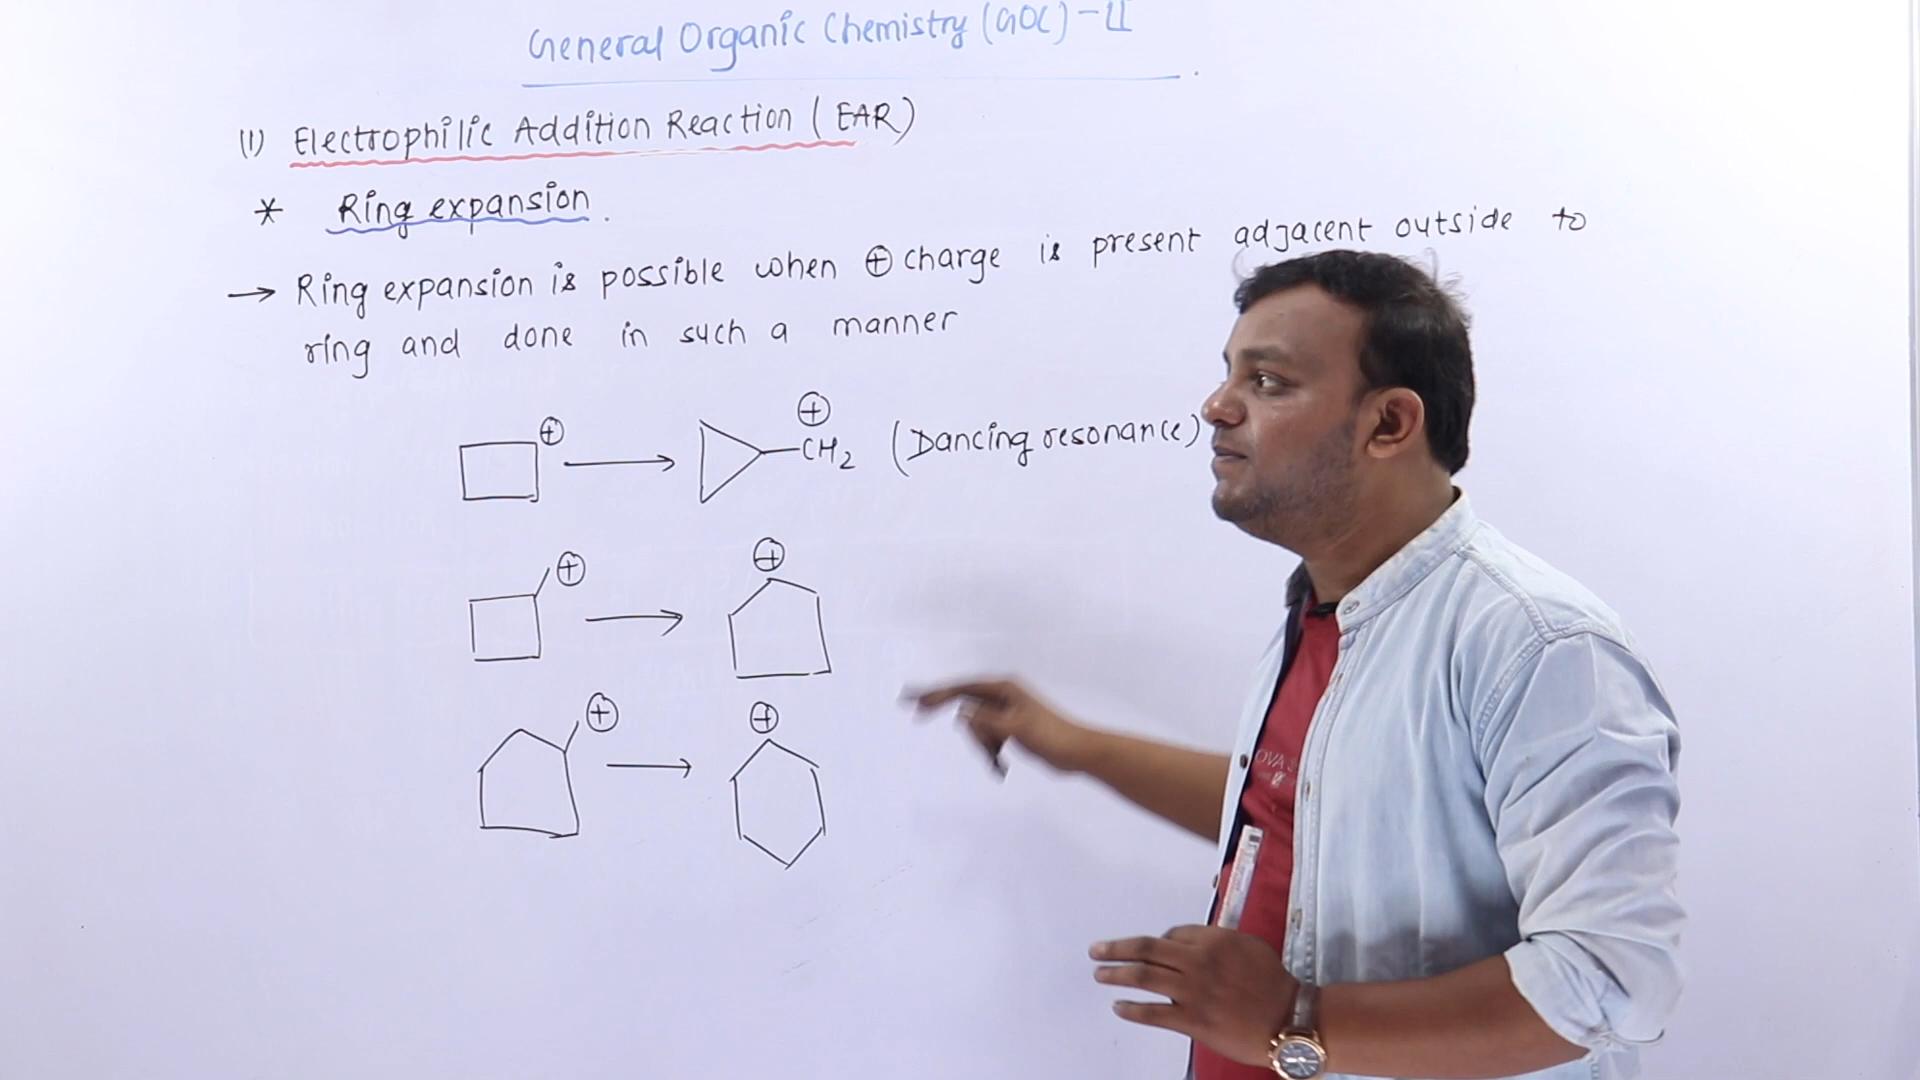 General Organic Chemistry (GOC) - II
(1) Electrophilic Addition Reaction (EAR)
* Ring expansion.
→ Ring expansion is possible when ⊕ charge is present adjacent outside to
ring and done in such a manner
⊕ → ⊕ CH2 (Dancing resonance)
⊕ → ⊕
⊕ → ⊕
OVA S